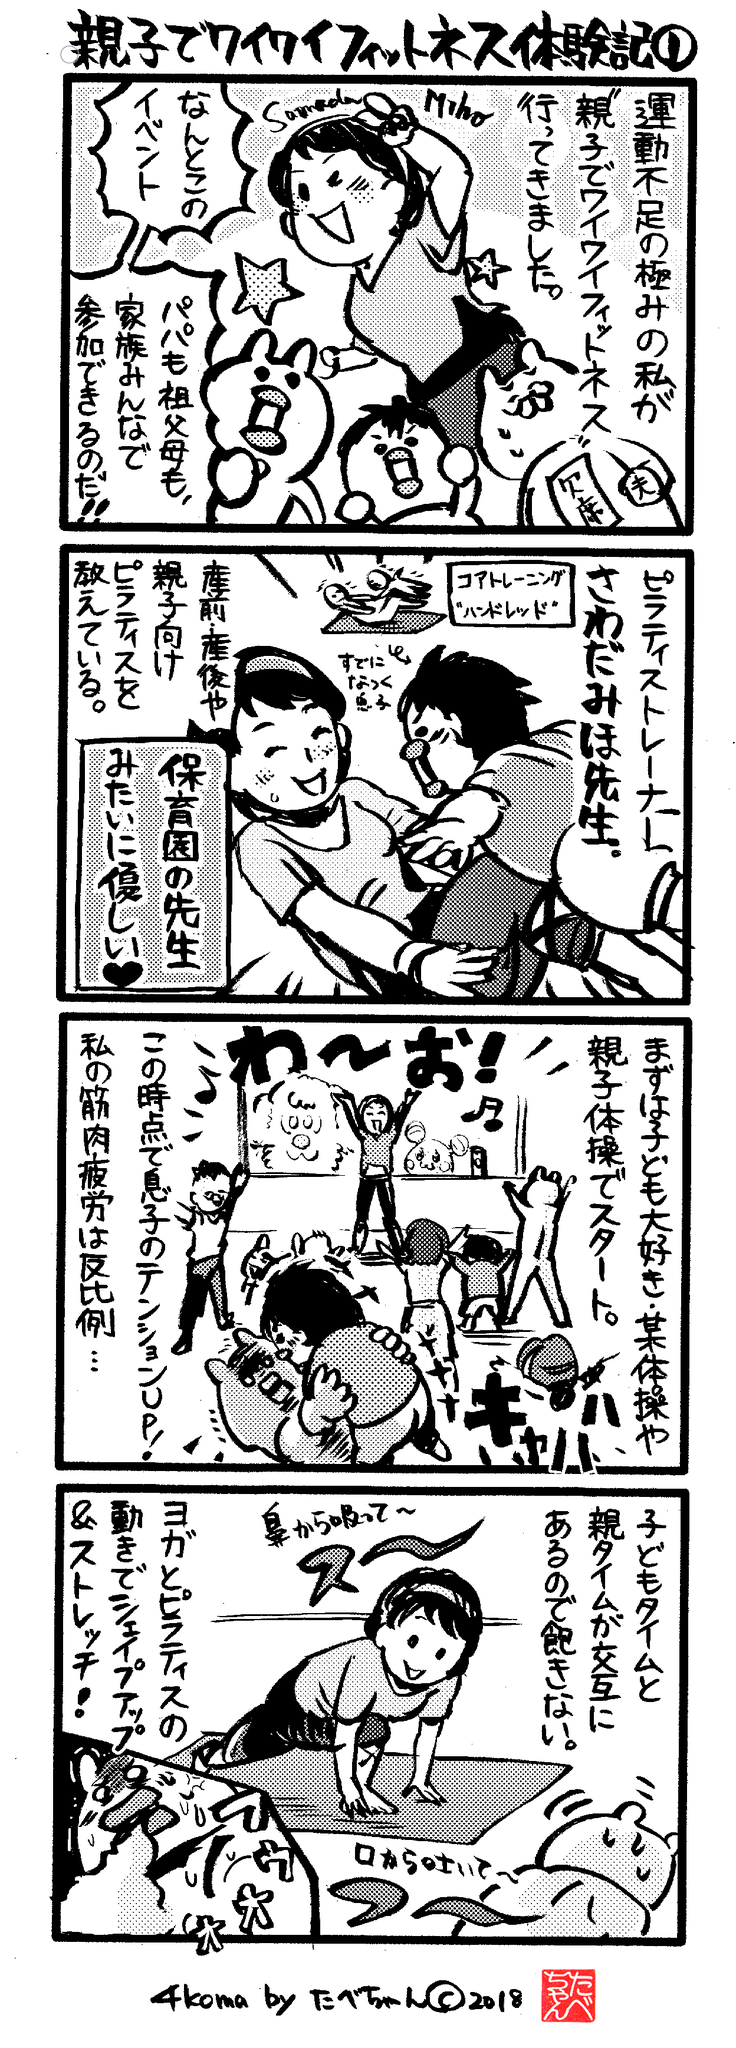 親子でワイワイフィットネス体験記①
運動不足の極みの私が
"親子でワイワイフィットネス"
行ってきました。
Sawada
Miho
なんとこの
イベント
パパも祖父母も、
家族みんなで
参加できるのだ!!
夫
欠席
ピラティストレーナー
さわだみほ先生。
コアトレーニング
"ハンドレッド"
すでに
なつく
息子
産前・産後や
親子向け
ピラティスを
教えている。
保育園の先生
みたいに優しい♥
まずは子ども大好き・某体操や
親子体操でスタート。
わ〜お!
キャハハ
この時点で息子のテンションUP!
私の筋肉疲労は反比例…
子どもタイムと
親タイムが交互に
あるので飽きない。
鼻から吸って〜
スー
ヨガとピラティスの
動きでシェイプアップ
&ストレッチ!
口から吐いて〜
フー
4koma by たべちゃん©2018
たべ
ちゃん